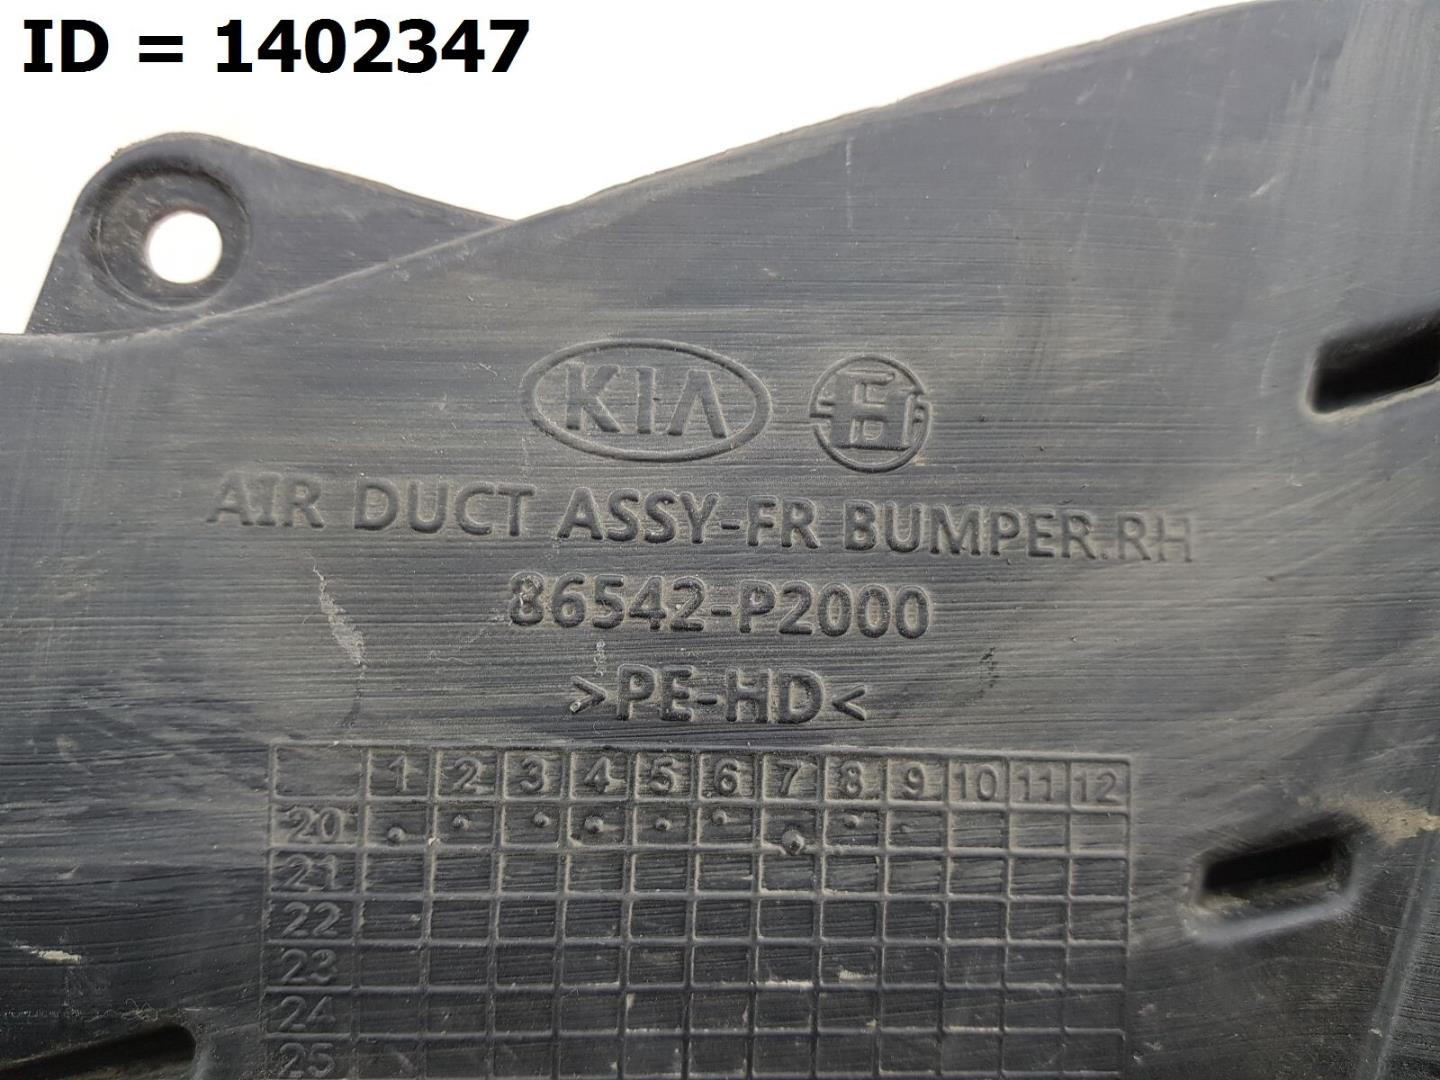 ID = 1402347
KIA
AIR DUCT ASSY-FR BUMPER.RH
86542-P2000
>PE-HD<
1 2 3 4 5 6 7 8 9 10 11 12
20
21
22
23
24
25